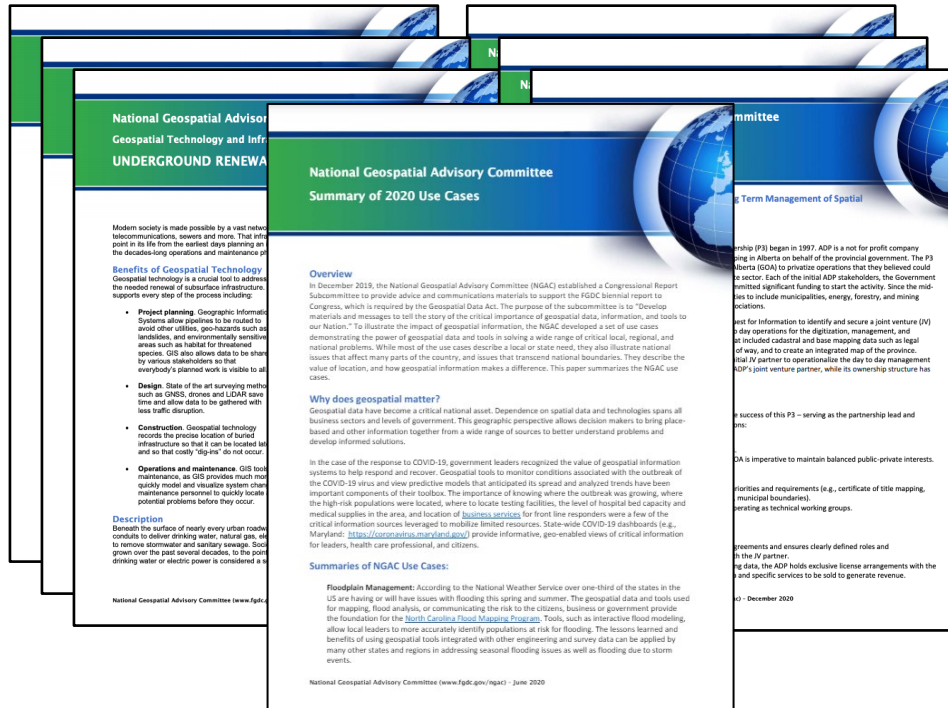 N
N
National Geospatial Advisor
Geospatial Technology and Infr
UNDERGROUND RENEWA
Modern society is made possible by a vast netwo
telecommunications, sewers and more. That infra
point in its life from the earliest days planning an
the decades-long operations and maintenance ph
Benefits of Geospatial Technology
Geospatial technology is a crucial tool to address
the needed renewal of subsurface infrastructure.
supports every step of the process including:
• Project planning. Geographic Informatio
Systems allow pipelines to be routed to
avoid other utilities, geo-hazards such as
landslides, and environmentally sensitive
areas such as habitat for threatened
species. GIS also allows data to be share
by various stakeholders so that
everybody's planned work is visible to all
• Design. State of the art surveying metho
such as GNSS, drones and LiDAR save
time and allow data to be gathered with
less traffic disruption.
• Construction. Geospatial technology
records the precise location of buried
infrastructure so that it can be located late
and so that costly "dig-ins" do not occur.
• Operations and maintenance. GIS tools
maintenance, as GIS provides much mor
quickly model and visualize system chan
maintenance personnel to quickly locate
potential problems before they occur.
Description
Beneath the surface of nearly every urban roadwa
conduits to deliver drinking water, natural gas, ele
to remove stormwater and sanitary sewage. Soci
grown over the past several decades, to the point
drinking water or electric power is considered a s
National Geospatial Advisory Committee (www.fgdc.g
National Geospatial Advisory Committee
Summary of 2020 Use Cases
Overview
In December 2019, the National Geospatial Advisory Committee (NGAC) established a Congressional Report
Subcommittee to provide advice and communications materials to support the FGDC biennial report to
Congress, which is required by the Geospatial Data Act. The purpose of the subcommittee is to "Develop
materials and messages to tell the story of the critical importance of geospatial data, information, and tools to
our Nation." To illustrate the impact of geospatial information, the NGAC developed a set of use cases
demonstrating the power of geospatial data and tools in solving a wide range of critical local, regional, and
national problems. While most of the use cases describe a local or state need, they also illustrate national
issues that affect many parts of the country, and issues that transcend national boundaries. They describe the
value of location, and how geospatial information makes a difference. This paper summarizes the NGAC use
cases.
Why does geospatial matter?
Geospatial data have become a critical national asset. Dependence on spatial data and technologies spans all
business sectors and levels of government. This geographic perspective allows decision makers to bring place-
based and other information together from a wide range of sources to better understand problems and
develop informed solutions.
In the case of the response to COVID-19, government leaders recognized the value of geospatial information
systems to help respond and recover. Geospatial tools to monitor conditions associated with the outbreak of
the COVID-19 virus and view predictive models that anticipated its spread and analyzed trends have been
important components of their toolbox. The importance of knowing where the outbreak was growing, where
the high-risk populations were located, where to locate testing facilities, the level of hospital bed capacity and
medical supplies in the area, and location of business services for front line responders were a few of the
critical information sources leveraged to mobilize limited resources. State-wide COVID-19 dashboards (e.g.,
Maryland: https://coronavirus.maryland.gov/) provide informative, geo-enabled views of critical information
for leaders, health care professional, and citizens.
Summaries of NGAC Use Cases:
Floodplain Management: According to the National Weather Service over one-third of the states in the
US are having or will have issues with flooding this spring and summer. The geospatial data and tools used
for mapping, flood analysis, or communicating the risk to the citizens, business or government provide
the foundation for the North Carolina Flood Mapping Program. Tools, such as interactive flood modeling,
allow local leaders to more accurately identify populations at risk for flooding. The lessons learned and
benefits of using geospatial tools integrated with other engineering and survey data can be applied by
many other states and regions in addressing seasonal flooding issues as well as flooding due to storm
events.
National Geospatial Advisory Committee (www.fgdc.gov/ngac) – June 2020
mmittee
g Term Management of Spatial
ership (P3) began in 1997. ADP is a not for profit company
ping in Alberta on behalf of the provincial government. The P3
Alberta (GOA) to privatize operations that they believed could
te sector. Each of the initial ADP stakeholders, the Government
mmitted significant funding to start the activity. Since the mid-
ties to include municipalities, energy, forestry, and mining
ociations.
uest for Information to identify and secure a joint venture (JV)
o day operations for the digitization, management, and
at included cadastral and base mapping data such as legal
of way, and to create an integrated map of the province.
nitial JV partner to operationalize the day to day management
ADP's joint venture partner, while its ownership structure has
e success of this P3 – serving as the partnership lead and
ons:
OA is imperative to maintain balanced public-private interests.
riorities and requirements (e.g., certificate of title mapping,
municipal boundaries).
perating as technical working groups.
greements and ensures clearly defined roles and
th the JV partner.
ng data, the ADP holds exclusive license arrangements with the
a and specific services to be sold to generate revenue.
c) – December 2020